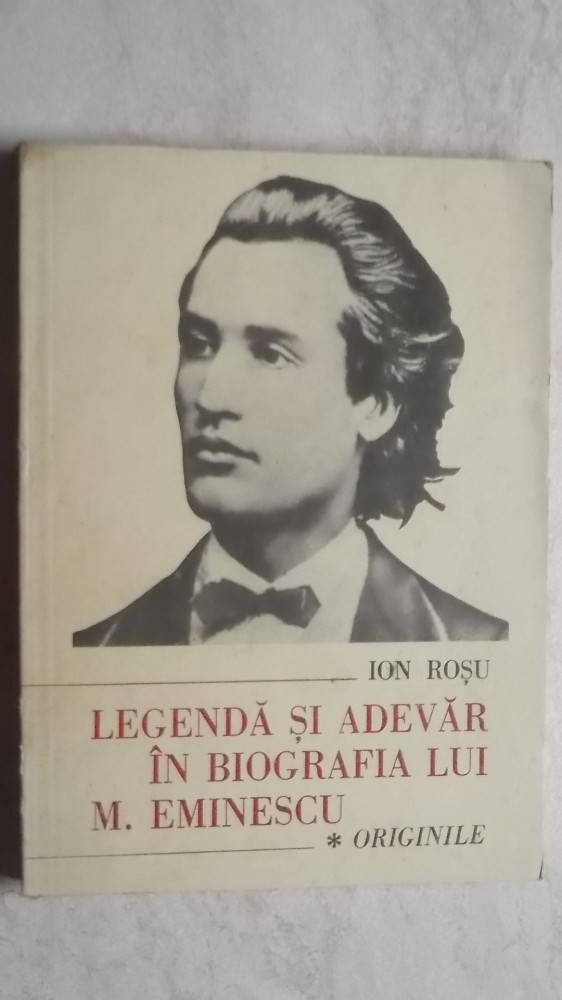 ION ROȘU
LEGENDĂ ȘI ADEVĂR
ÎN BIOGRAFIA LUI
M. EMINESCU
* ORIGINILE